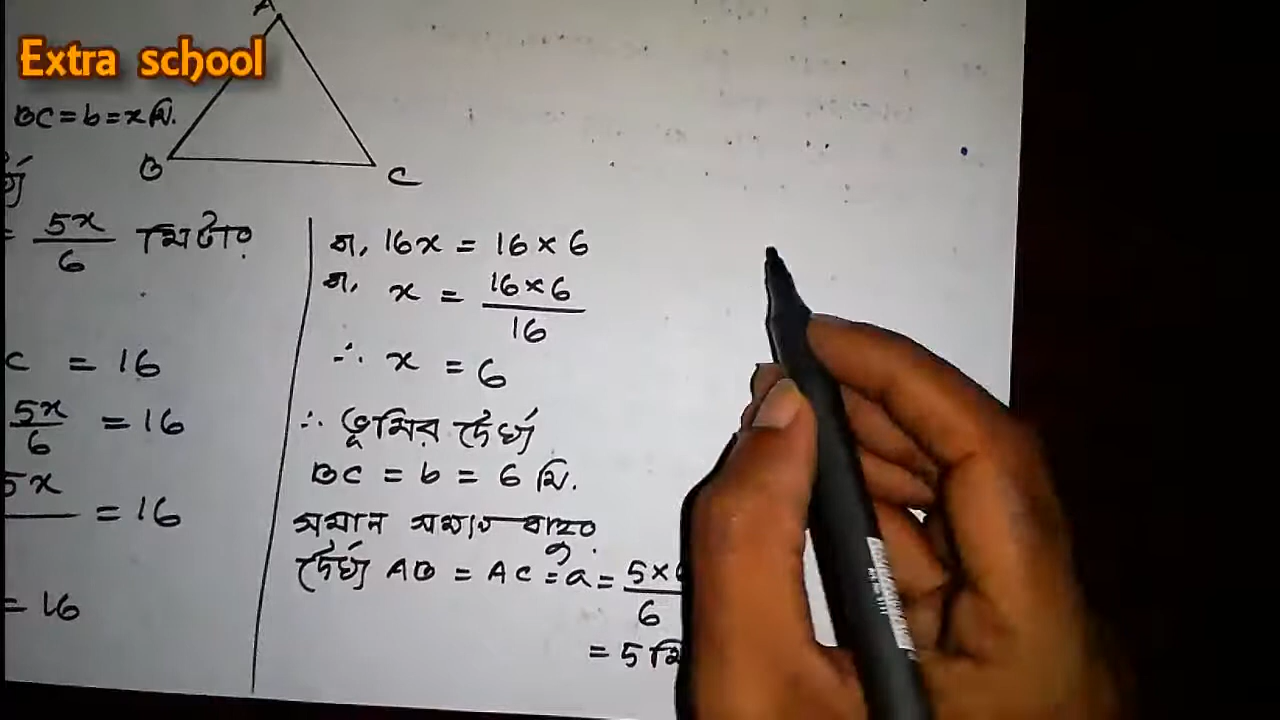 Extra school
A
BC = b = x মি.
B
C
= 5x/6 মিটার
c = 16
5x/6 = 16
5x = 16
= 16
বা, 16x = 16 × 6
বা, x = 16 × 6 / 16
∴ x = 6
∴ ভূমির দৈর্ঘ্য
BC = b = 6 মি.
সমান সমান বাহুর
দৈর্ঘ্য AB = AC = a = 5 × 6 / 6
= 5 মি